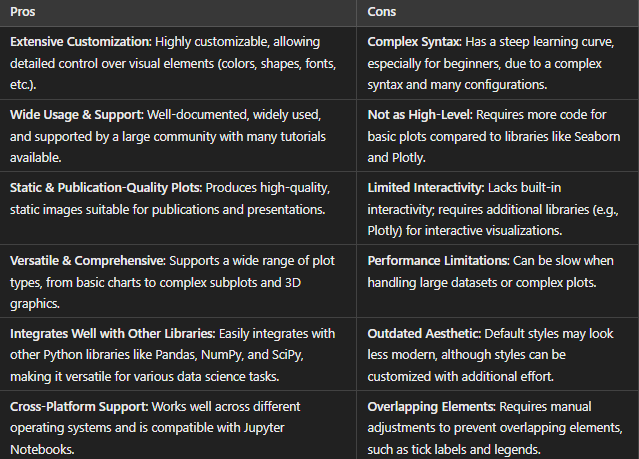 Pros
Cons
Extensive Customization: Highly customizable, allowing
detailed control over visual elements (colors, shapes, fonts,
etc.).
Complex Syntax: Has a steep learning curve,
especially for beginners, due to a complex
syntax and many configurations.
Wide Usage & Support: Well-documented, widely used,
and supported by a large community with many tutorials
available.
Not as High-Level: Requires more code for
basic plots compared to libraries like Seaborn
and Plotly.
Static & Publication-Quality Plots: Produces high-quality,
static images suitable for publications and presentations.
Limited Interactivity: Lacks built-in
interactivity; requires additional libraries (e.g.,
Plotly) for interactive visualizations.
Versatile & Comprehensive: Supports a wide range of plot
types, from basic charts to complex subplots and 3D
graphics.
Performance Limitations: Can be slow when
handling large datasets or complex plots.
Integrates Well with Other Libraries: Easily integrates with
other Python libraries like Pandas, NumPy, and SciPy,
making it versatile for various data science tasks.
Outdated Aesthetic: Default styles may look
less modern, although styles can be
customized with additional effort.
Cross-Platform Support: Works well across different
operating systems and is compatible with Jupyter
Notebooks.
Overlapping Elements: Requires manual
adjustments to prevent overlapping elements,
such as tick labels and legends.